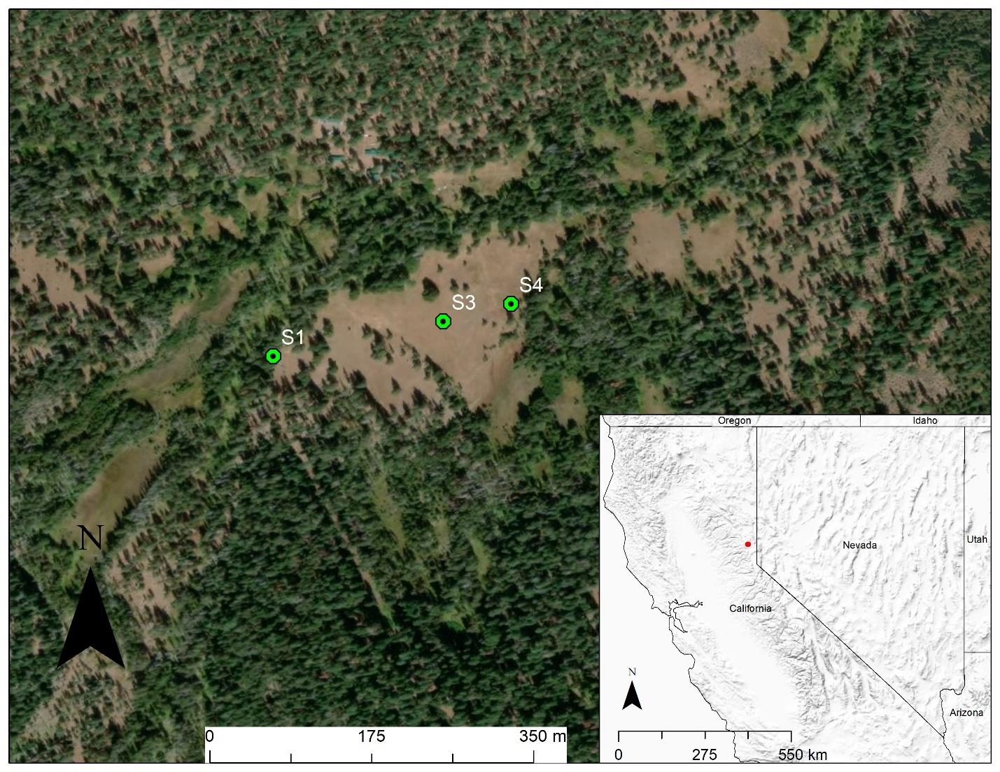 S4
S3
S1
N
0 175 350 m
Oregon Idaho
Nevada
Utah
California
N
Arizona
0 275 550 km